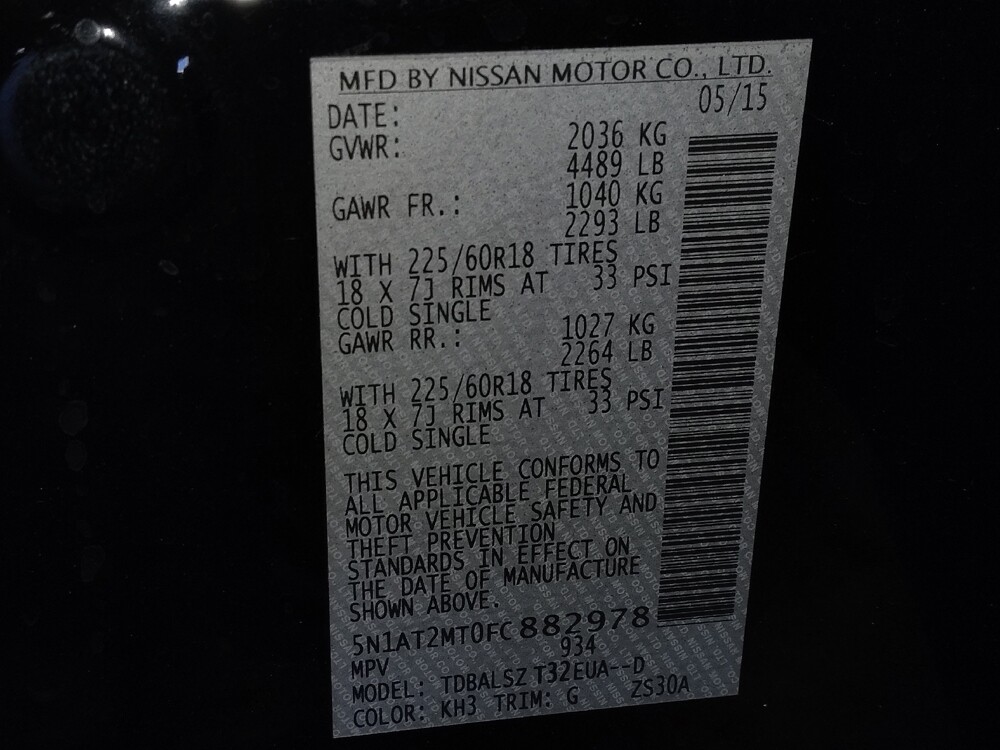 MFD BY NISSAN MOTOR CO., LTD.
DATE: 05/15
GVWR: 2036 KG
4489 LB
GAWR FR.: 1040 KG
2293 LB
WITH 225/60R18 TIRES
18 X 7J RIMS AT 33 PSI
COLD SINGLE
GAWR RR.: 1027 KG
2264 LB
WITH 225/60R18 TIRES
18 X 7J RIMS AT 33 PSI
COLD SINGLE
THIS VEHICLE CONFORMS TO
ALL APPLICABLE FEDERAL
MOTOR VEHICLE SAFETY AND
THEFT PREVENTION
STANDARDS IN EFFECT ON
THE DATE OF MANUFACTURE
SHOWN ABOVE.
5N1AT2MT0FC882978
934
MPV
MODEL: TDBALSZ T32EUA--D
COLOR: KH3 TRIM: G ZS30A